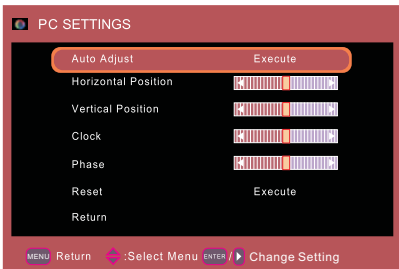 PC SETTINGS
Auto Adjust Execute
Horizontal Position
Vertical Position
Clock
Phase
Reset Execute
Return
MENU Return :Select Menu ENTER / Change Setting